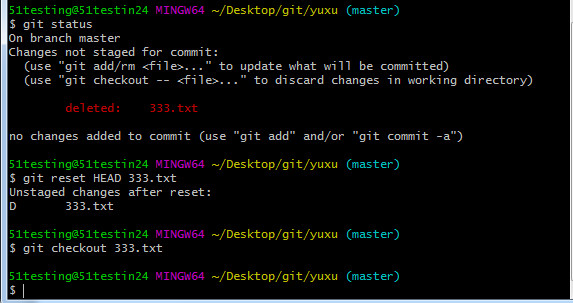 51testing@51testin24 MINGW64 ~/Desktop/git/yuxu (master)
$ git status
On branch master
Changes not staged for commit:
  (use "git add/rm <file>..." to update what will be committed)
  (use "git checkout -- <file>..." to discard changes in working directory)
        deleted:    333.txt
no changes added to commit (use "git add" and/or "git commit -a")
51testing@51testin24 MINGW64 ~/Desktop/git/yuxu (master)
$ git reset HEAD 333.txt
Unstaged changes after reset:
D       333.txt
51testing@51testin24 MINGW64 ~/Desktop/git/yuxu (master)
$ git checkout 333.txt
51testing@51testin24 MINGW64 ~/Desktop/git/yuxu (master)
$